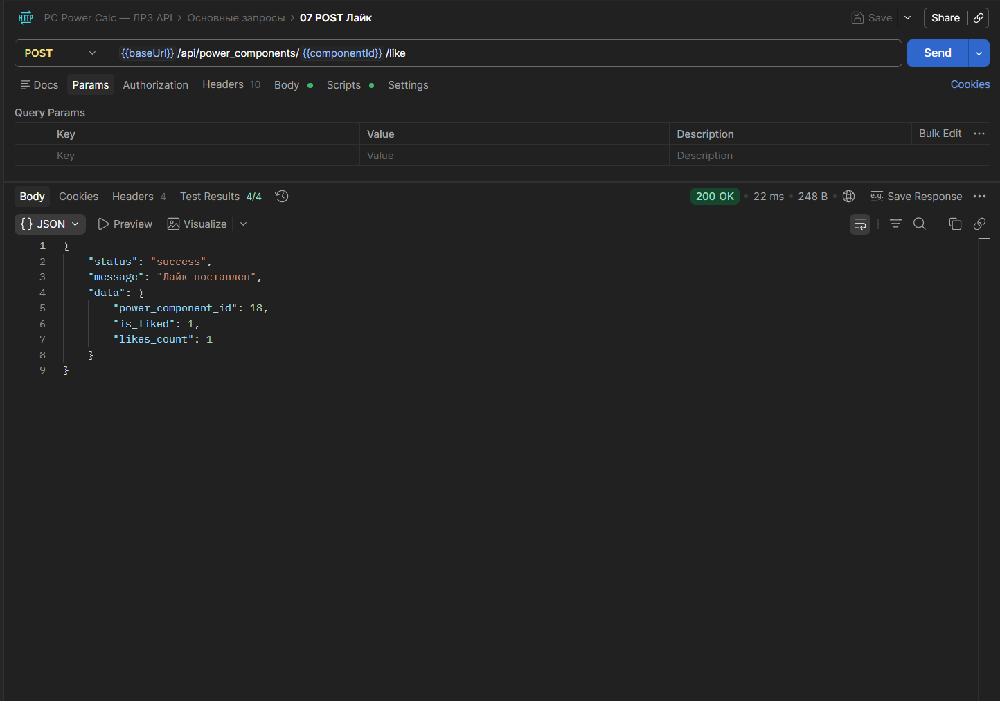 HTTP PC Power Calc — ЛР3 API > Основные запросы > 07 POST Лайк Save Share
POST {{baseUrl}} /api/power_components/ {{componentId}} /like Send
Docs Params Authorization Headers 10 Body Scripts Settings Cookies
Query Params
Key Value Description Bulk Edit
Key Value Description
Body Cookies Headers 4 Test Results 4/4 200 OK 22 ms 248 B e.g. Save Response
{} JSON Preview Visualize
1 {
2 "status": "success",
3 "message": "Лайк поставлен",
4 "data": {
5 "power_component_id": 18,
6 "is_liked": 1,
7 "likes_count": 1
8 }
9 }